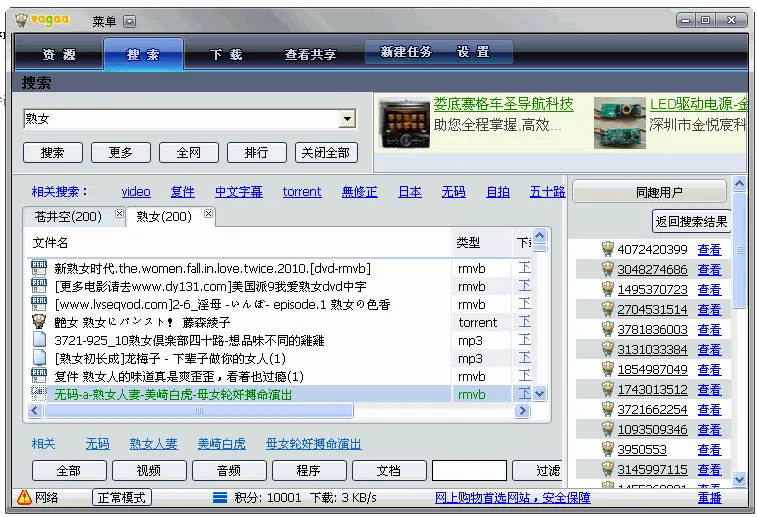 vagaa 菜单
资 源 搜 索 下 载 查看共享 新建任务 设 置
搜索
熟女
搜索 更多 全网 排行 关闭全部
娄底赛格车圣导航科技
助您全程掌握,高效...
LED驱动电源-金
深圳市金悦宸科
相关搜索： video 复件 中文字幕 torrent 無修正 日本 无码 自拍 五十路
苍井空(200) 熟女(200)
文件名 类型 下
新熟女时代.the.women.fall.in.love.twice.2010.[dvd-rmvb] rmvb 下
[更多电影请去www.dy131.com]美国派9我爱熟女dvd中字 rmvb 下
[www.lvseqvod.com]2-6_淫母 -いんぼ- episode.1 熟女の色香 rmvb 下
艶女 熟女にパンスト！ 藤森綾子 torrent 下
3721-925_10熟女倶楽部四十路-想品味不同的雞雞 mp3 下
[熟女初长成]龙梅子 - 下辈子做你的女人(1) mp3 下
复件 熟女人的味道真是爽歪歪，看着也过瘾(1) rmvb 下
无码-a-熟女人妻-美崎白虎-母女轮奸搏命演出 rmvb 下
相关 无码 熟女人妻 美崎白虎 母女轮奸搏命演出
全部 视频 音频 程序 文档 过滤
同趣用户
返回搜索结果
4072420399 查看
3048274686 查看
1495370723 查看
2704531514 查看
3781836003 查看
3131033384 查看
1854987049 查看
1743013512 查看
3721662254 查看
1093509346 查看
3950553 查看
3145997115 查看
网络 正常模式 积分: 10001 下载: 3 KB/s 网上购物首选网站，安全保障 重播